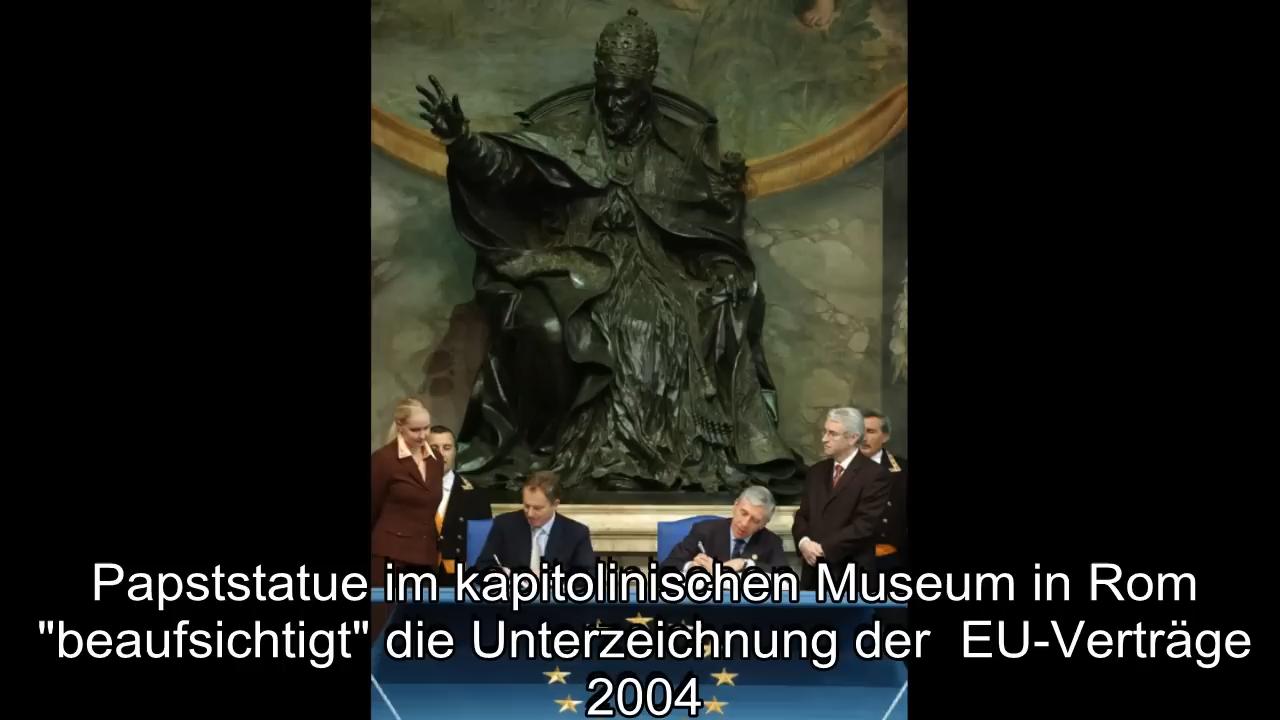 Papststatue im kapitolinischen Museum in Rom
"beaufsichtigt" die Unterzeichnung der  EU-Verträge
2004